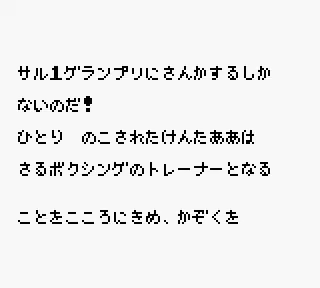 サル1グランプリにさんかするしか
ないのだ!
ひとり　のこされたけんたああは
さるボクシングのトレーナーとなる
ことをこころにきめ、かぞくを